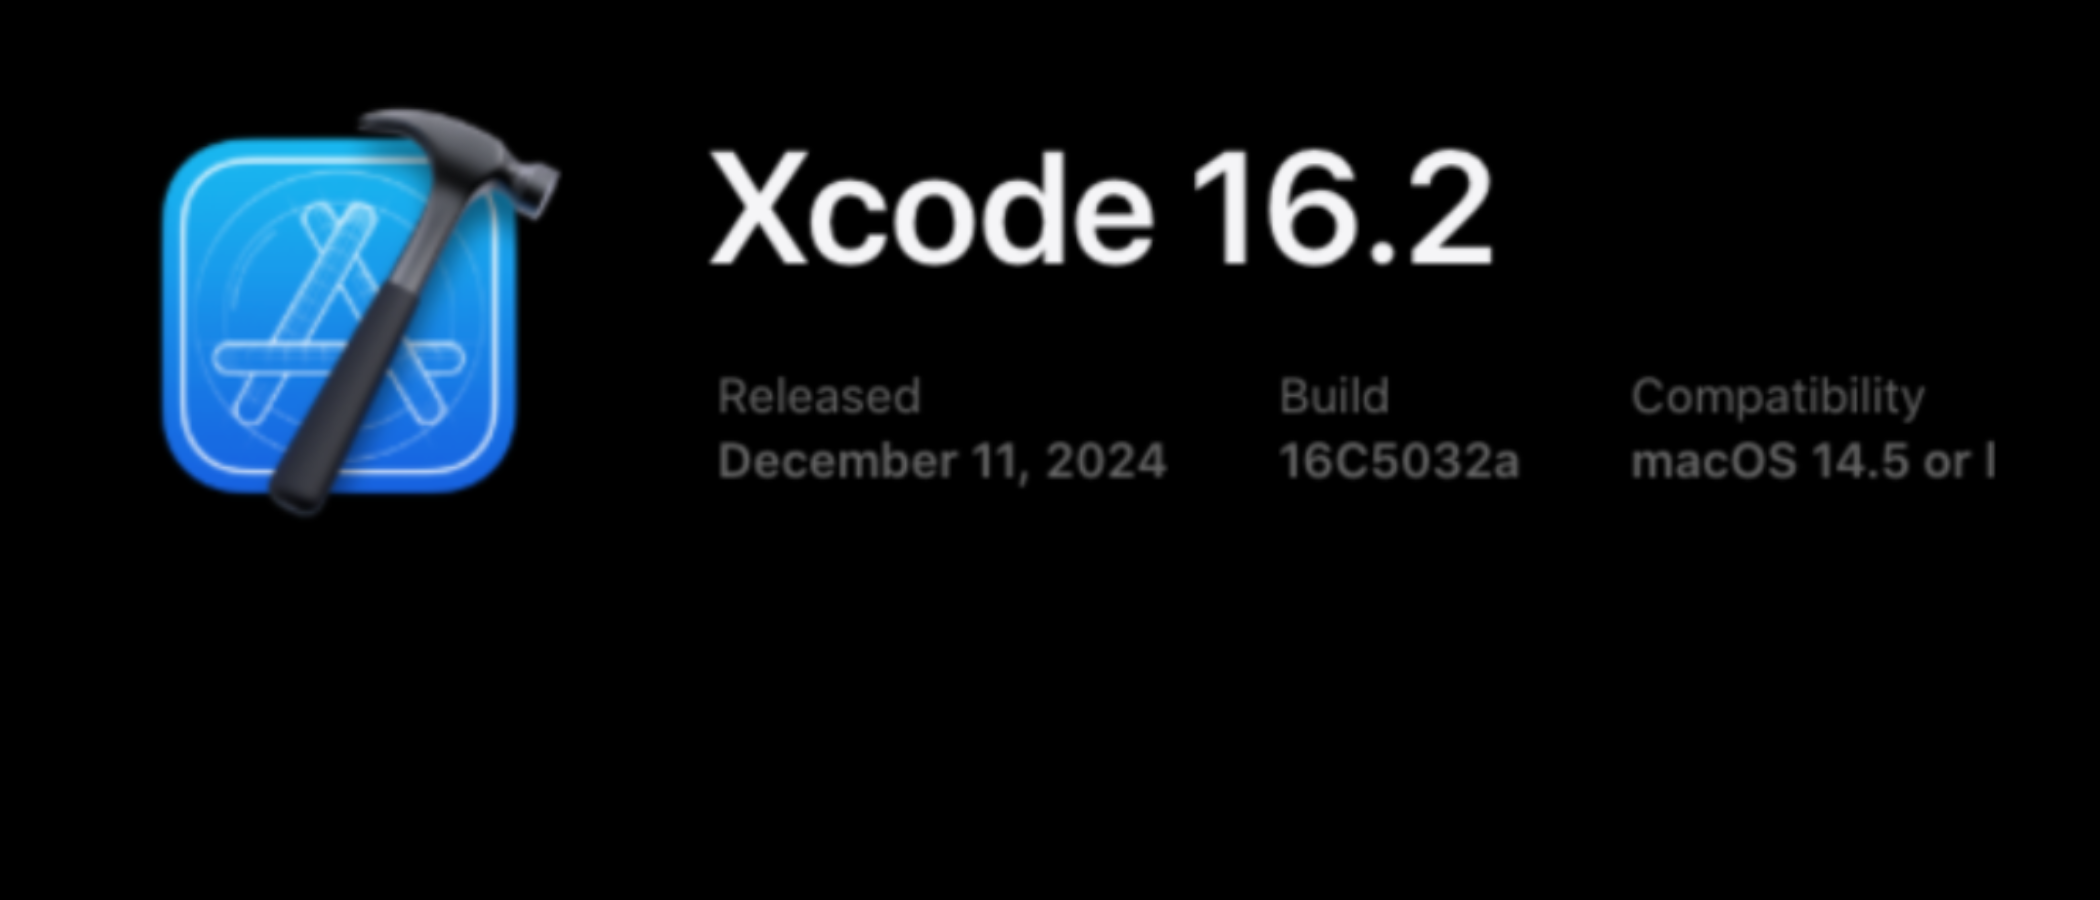 Xcode 16.2
Released
December 11, 2024
Build
16C5032a
Compatibility
macOS 14.5 or l